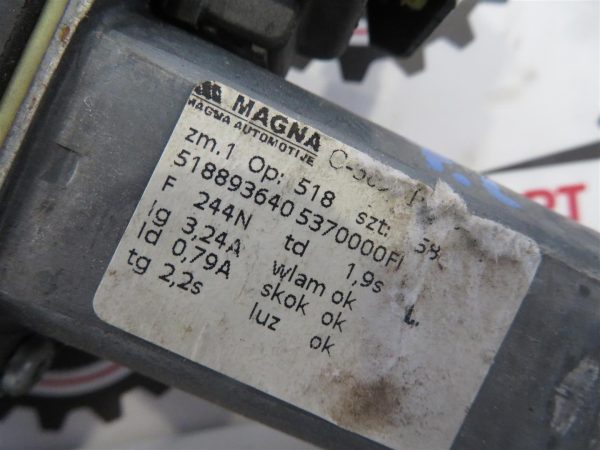 MAGNA
MAGNA AUTOMOTIJE
zm.1 Op: 518 szt:
5188936405370000FI
F 244N td 1,9s
Ig 3,24A wlam ok
Id 0,79A skok ok L
tg 2,2s luz ok